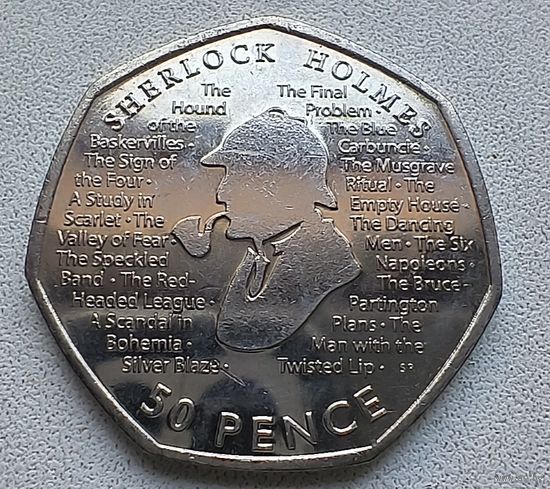 SHERLOCK HOLMES
The
Hound
of the
Baskervilles •
The Sign of
the Four •
A Study in
Scarlet • The
Valley of Fear •
The Speckled
Band • The Red-
Headed League •
A Scandal in
Bohemia •
Silver Blaze •
The Final
Problem •
The Blue
Carbuncle •
The Musgrave
Ritual • The
Empty House •
The Dancing
Men • The Six
Napoleons •
The Bruce-
Partington
Plans • The
Man with the
Twisted Lip • SR
50 PENCE